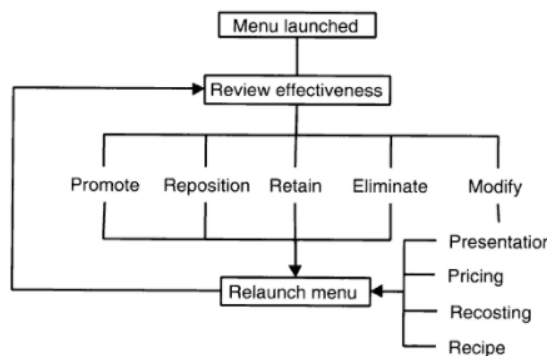 Menu launched
Review effectiveness
Promote Reposition Retain Eliminate Modify
Presentation
Pricing
Relaunch menu
Recosting
Recipe